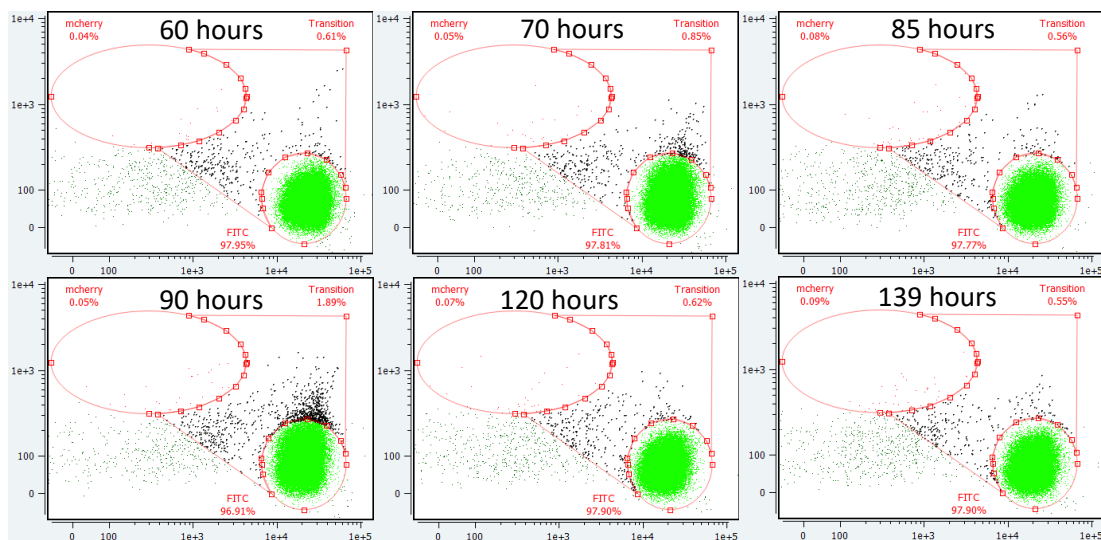 60 hours
mcherry
0.04%
Transition
0.61%
FITC
97.95%
1e+4
1e+3
100
0
0
100
1e+3
1e+4
1e+5
70 hours
mcherry
0.05%
Transition
0.85%
FITC
97.81%
1e+4
1e+3
100
0
0
100
1e+3
1e+4
1e+5
85 hours
mcherry
0.08%
Transition
0.56%
FITC
97.77%
1e+4
1e+3
100
0
0
100
1e+3
1e+4
1e+5
90 hours
mcherry
0.05%
Transition
1.89%
FITC
96.91%
1e+4
1e+3
100
0
0
100
1e+3
1e+4
1e+5
120 hours
mcherry
0.07%
Transition
0.62%
FITC
97.90%
1e+4
1e+3
100
0
0
100
1e+3
1e+4
1e+5
139 hours
mcherry
0.09%
Transition
0.55%
FITC
97.90%
1e+4
1e+3
100
0
0
100
1e+3
1e+4
1e+5